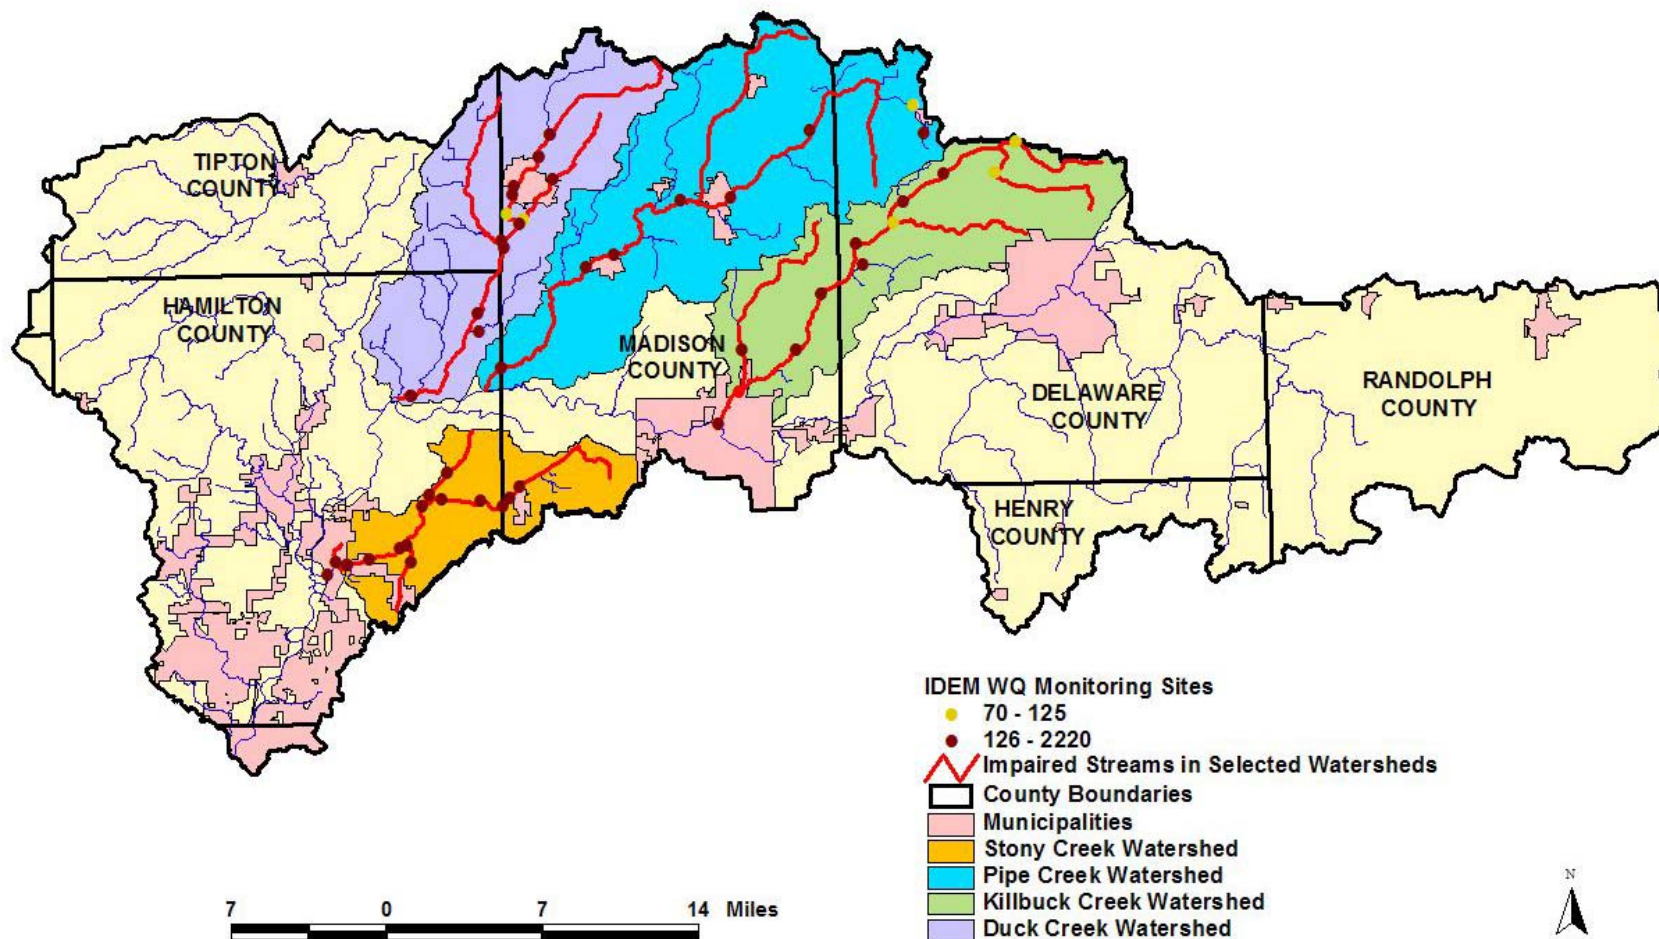 TIPTON
COUNTY
HAMILTON
COUNTY
MADISON
COUNTY
DELAWARE
COUNTY
RANDOLPH
COUNTY
HENRY
COUNTY
IDEM WQ Monitoring Sites
70 - 125
126 - 2220
Impaired Streams in Selected Watersheds
County Boundaries
Municipalities
Stony Creek Watershed
Pipe Creek Watershed
Killbuck Creek Watershed
Duck Creek Watershed
7 0 7 14 Miles
N